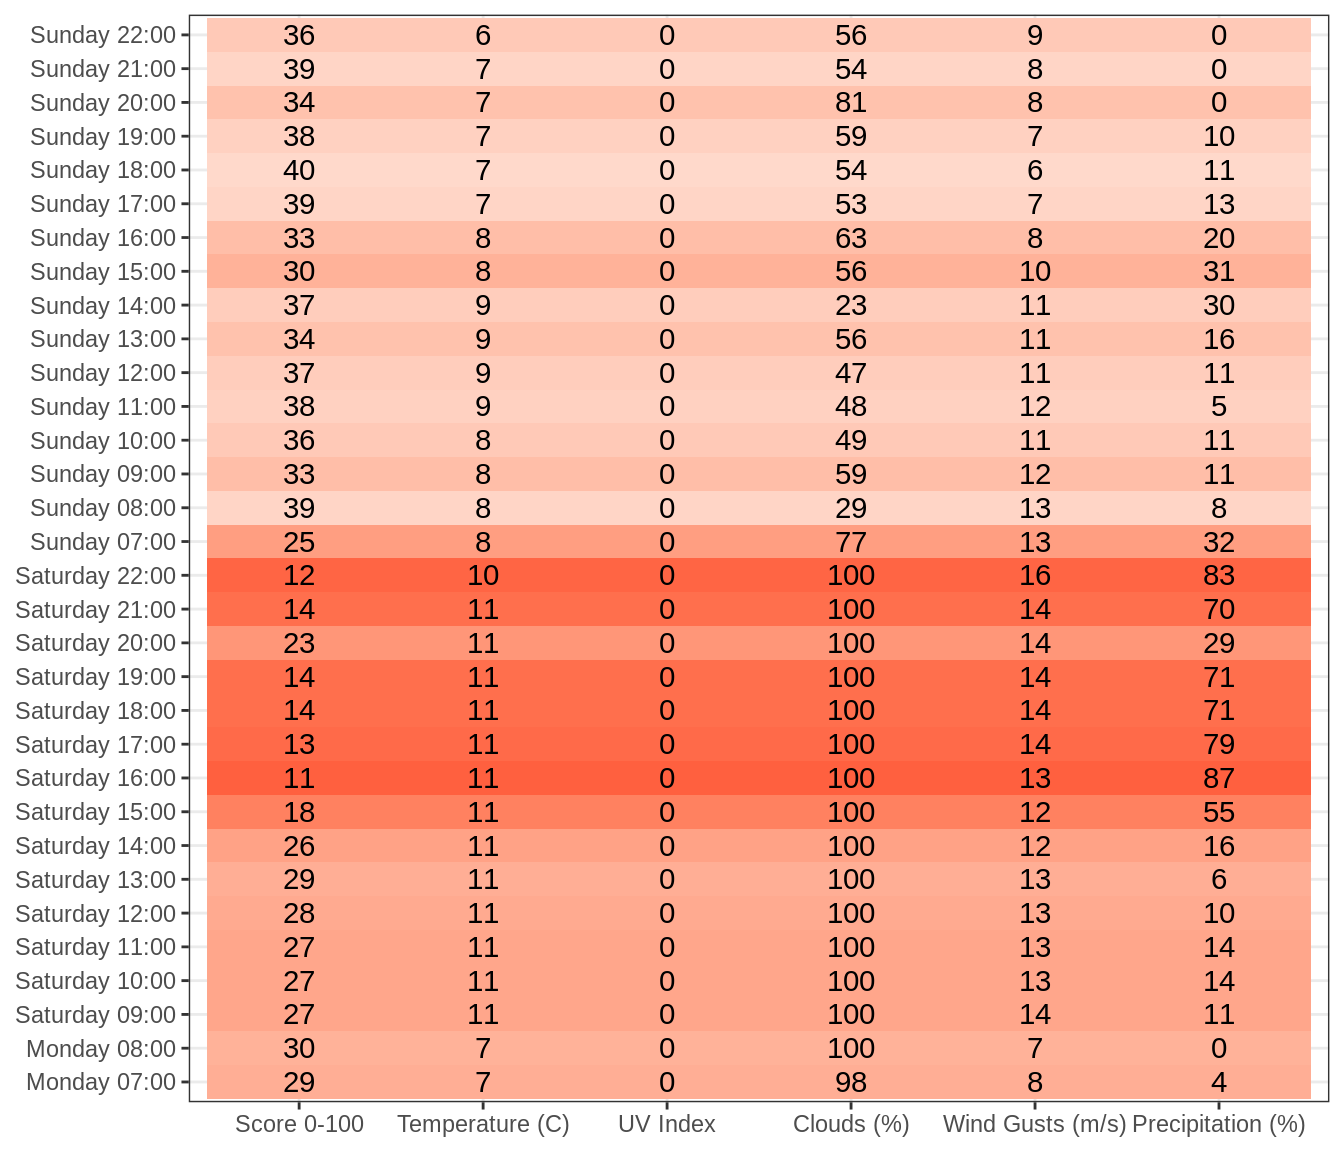 Sunday 22:00 36 6 0 56 9 0
Sunday 21:00 39 7 0 54 8 0
Sunday 20:00 34 7 0 81 8 0
Sunday 19:00 38 7 0 59 7 10
Sunday 18:00 40 7 0 54 6 11
Sunday 17:00 39 7 0 53 7 13
Sunday 16:00 33 8 0 63 8 20
Sunday 15:00 30 8 0 56 10 31
Sunday 14:00 37 9 0 23 11 30
Sunday 13:00 34 9 0 56 11 16
Sunday 12:00 37 9 0 47 11 11
Sunday 11:00 38 9 0 48 12 5
Sunday 10:00 36 8 0 49 11 11
Sunday 09:00 33 8 0 59 12 11
Sunday 08:00 39 8 0 29 13 8
Sunday 07:00 25 8 0 77 13 32
Saturday 22:00 12 10 0 100 16 83
Saturday 21:00 14 11 0 100 14 70
Saturday 20:00 23 11 0 100 14 29
Saturday 19:00 14 11 0 100 14 71
Saturday 18:00 14 11 0 100 14 71
Saturday 17:00 13 11 0 100 14 79
Saturday 16:00 11 11 0 100 13 87
Saturday 15:00 18 11 0 100 12 55
Saturday 14:00 26 11 0 100 12 16
Saturday 13:00 29 11 0 100 13 6
Saturday 12:00 28 11 0 100 13 10
Saturday 11:00 27 11 0 100 13 14
Saturday 10:00 27 11 0 100 13 14
Saturday 09:00 27 11 0 100 14 11
Monday 08:00 30 7 0 100 7 0
Monday 07:00 29 7 0 98 8 4
Score 0-100 Temperature (C) UV Index Clouds (%) Wind Gusts (m/s) Precipitation (%)